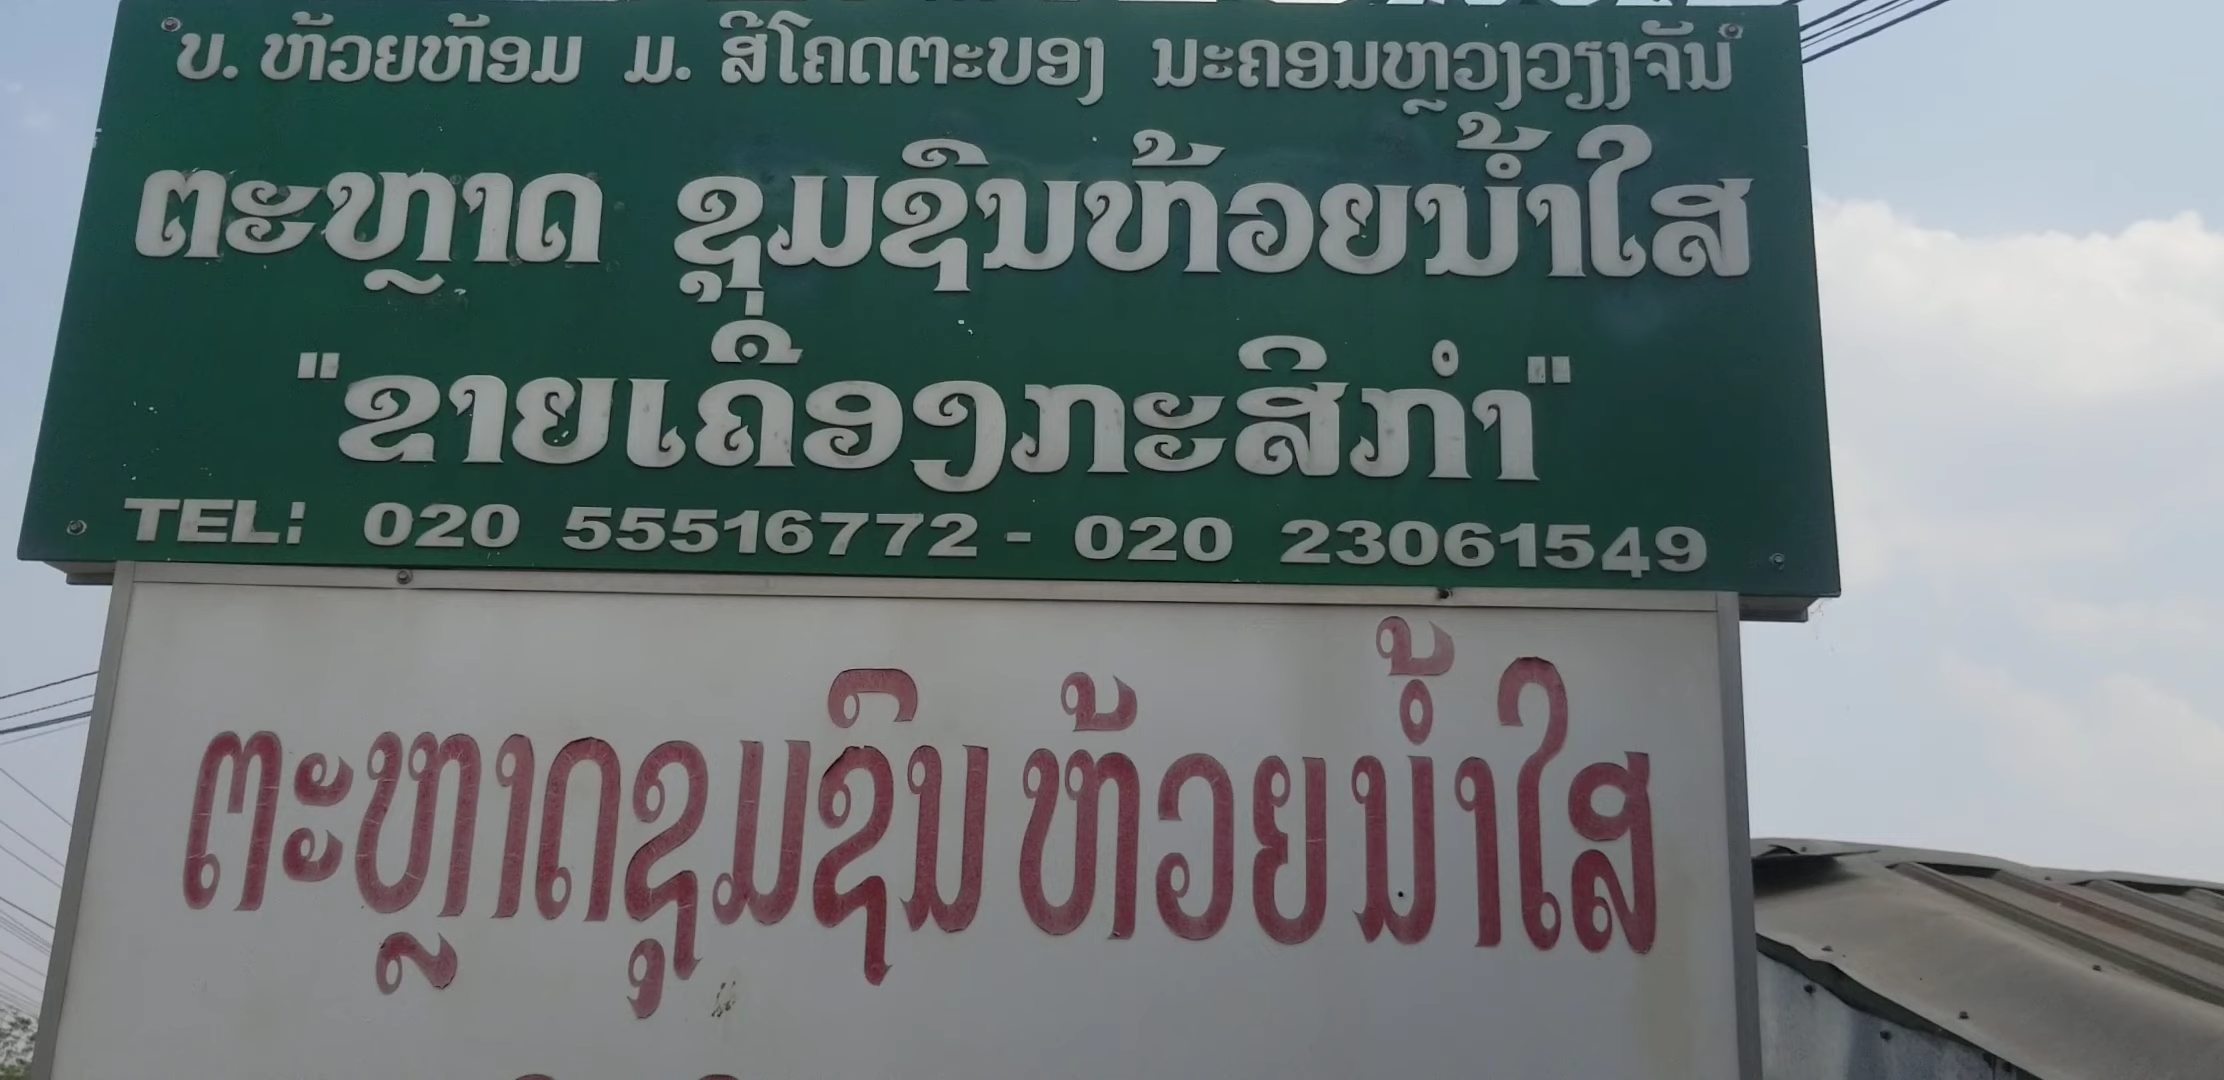 ບ. ຫ້ວຍຫ້ອມ ມ. ສີໂຄດຕະບອງ ນະຄອນຫຼວງວຽງຈັນ
ຕະຫຼາດ ຊຸມຊົນຫ້ວຍນ້ຳໃສ
"ຂາຍເຄື່ອງກະສິກຳ"
TEL: 020 55516772 - 020 23061549
ຕະຫຼາດຊຸມຊົນ ຫ້ວຍນ້ຳໃສ